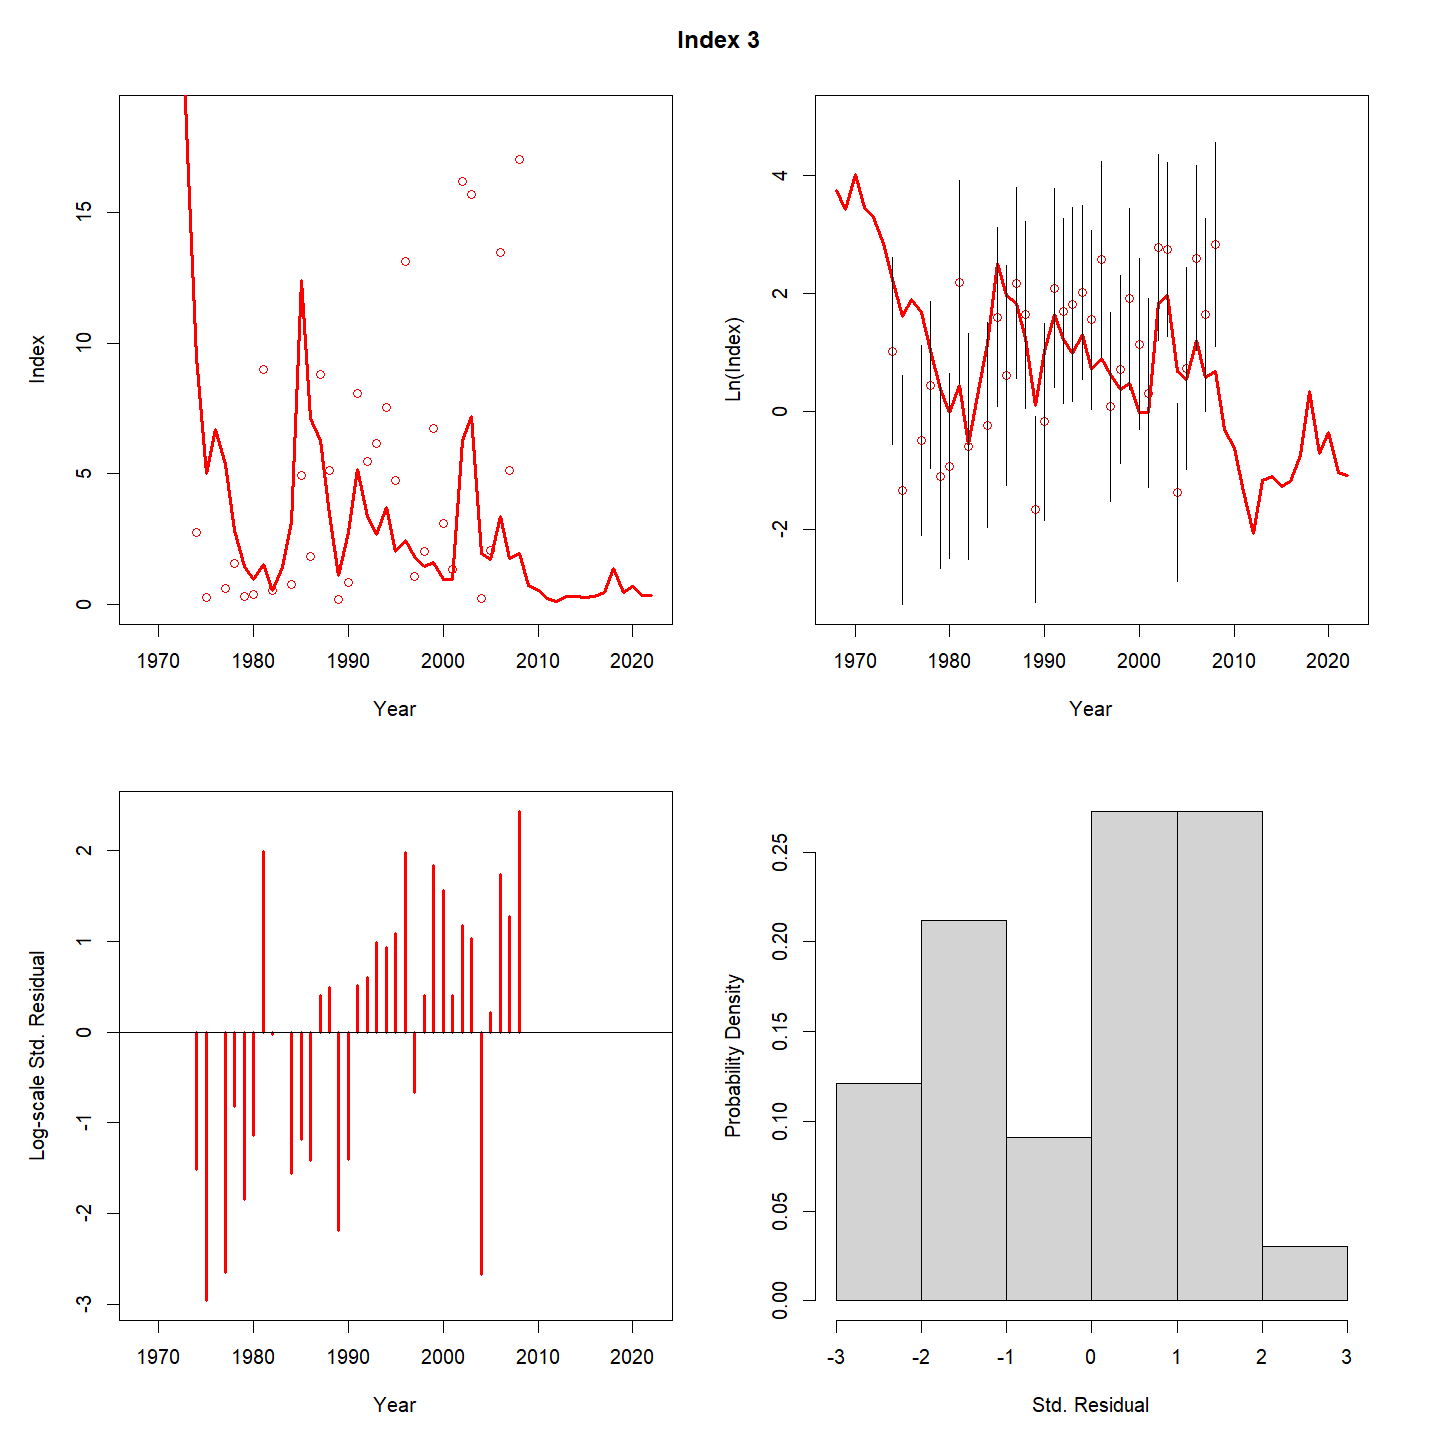 Index 3
Index
0
5
10
15
1970 1980 1990 2000 2010 2020
Year
Ln(Index)
-2
0
2
4
1970 1980 1990 2000 2010 2020
Year
Log-scale Std. Residual
-3
-2
-1
0
1
2
1970 1980 1990 2000 2010 2020
Year
Probability Density
0.00
0.05
0.10
0.15
0.20
0.25
-3 -2 -1 0 1 2 3
Std. Residual